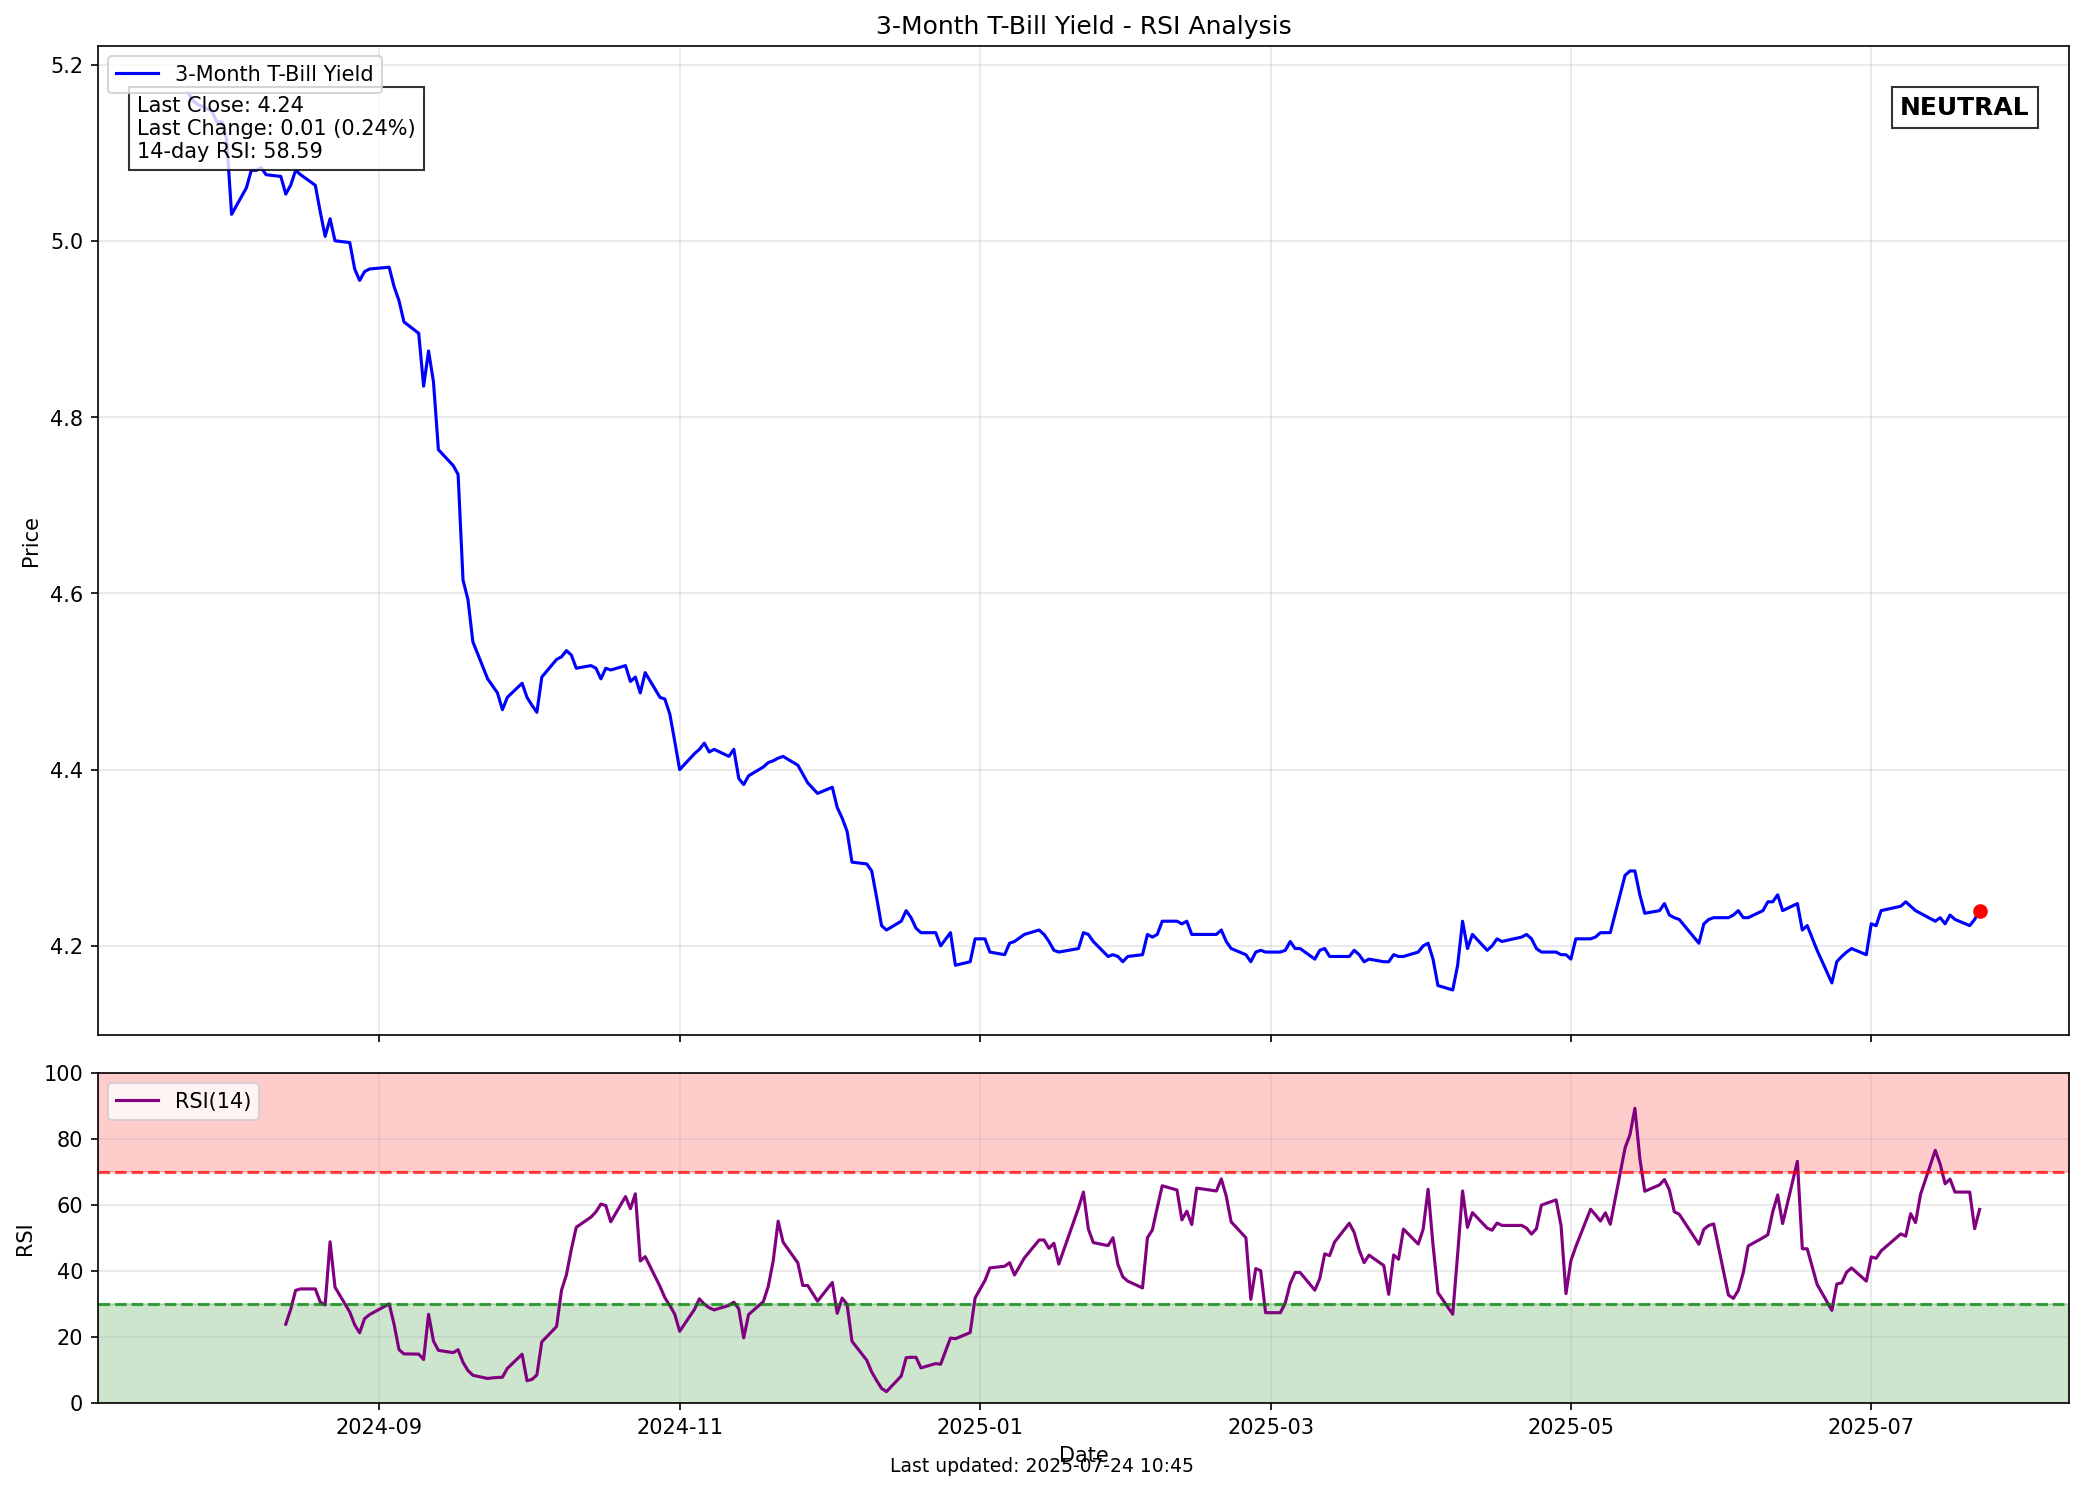 3-Month T-Bill Yield - RSI Analysis
3-Month T-Bill Yield
Last Close: 4.24
Last Change: 0.01 (0.24%)
14-day RSI: 58.59
NEUTRAL
5.2
5.0
4.8
4.6
4.4
4.2
Price
RSI(14)
100
80
60
40
20
0
RSI
2024-09
2024-11
2025-01
2025-03
2025-05
2025-07
Date
Last updated: 2025-07-24 10:45